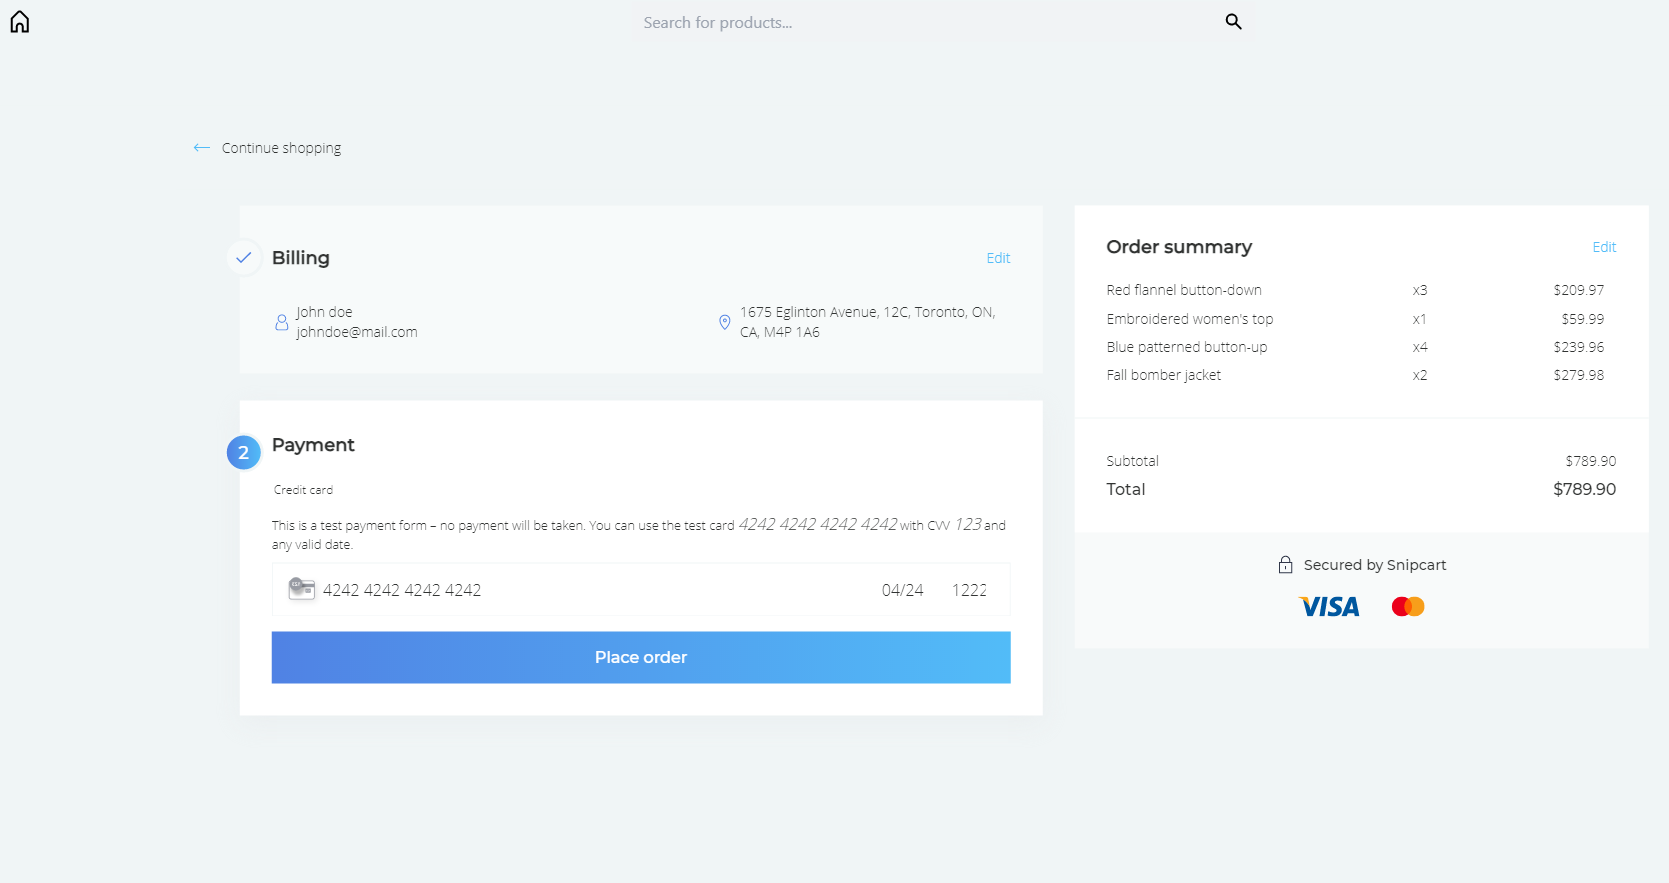 Search for products...
Continue shopping
Billing
Edit
John doe
johndoe@mail.com
1675 Eglinton Avenue, 12C, Toronto, ON,
CA, M4P 1A6
2
Payment
Credit card
This is a test payment form – no payment will be taken. You can use the test card 4242 4242 4242 4242 with CVV 123 and
any valid date.
4242 4242 4242 4242 04/24 1222
Place order
Order summary
Edit
Red flannel button-down x3 $209.97
Embroidered women's top x1 $59.99
Blue patterned button-up x4 $239.96
Fall bomber jacket x2 $279.98
Subtotal $789.90
Total $789.90
Secured by Snipcart
VISA